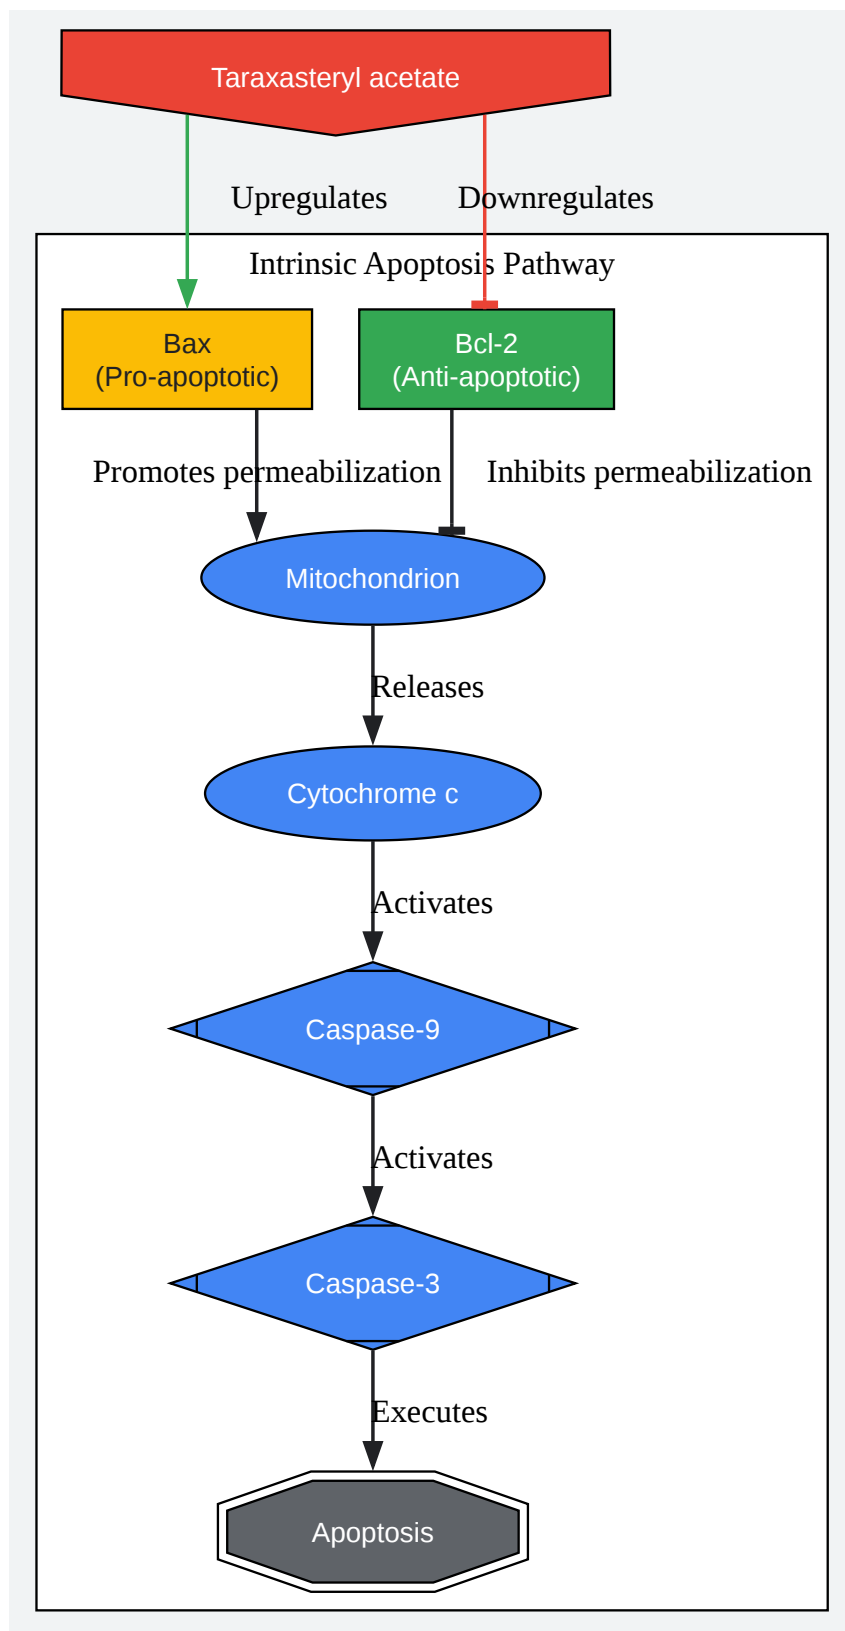 Taraxasteryl acetate
Upregulates
Downregulates
Intrinsic Apoptosis Pathway
Bax
(Pro-apoptotic)
Bcl-2
(Anti-apoptotic)
Promotes permeabilization
Inhibits permeabilization
Mitochondrion
Releases
Cytochrome c
Activates
Caspase-9
Activates
Caspase-3
Executes
Apoptosis